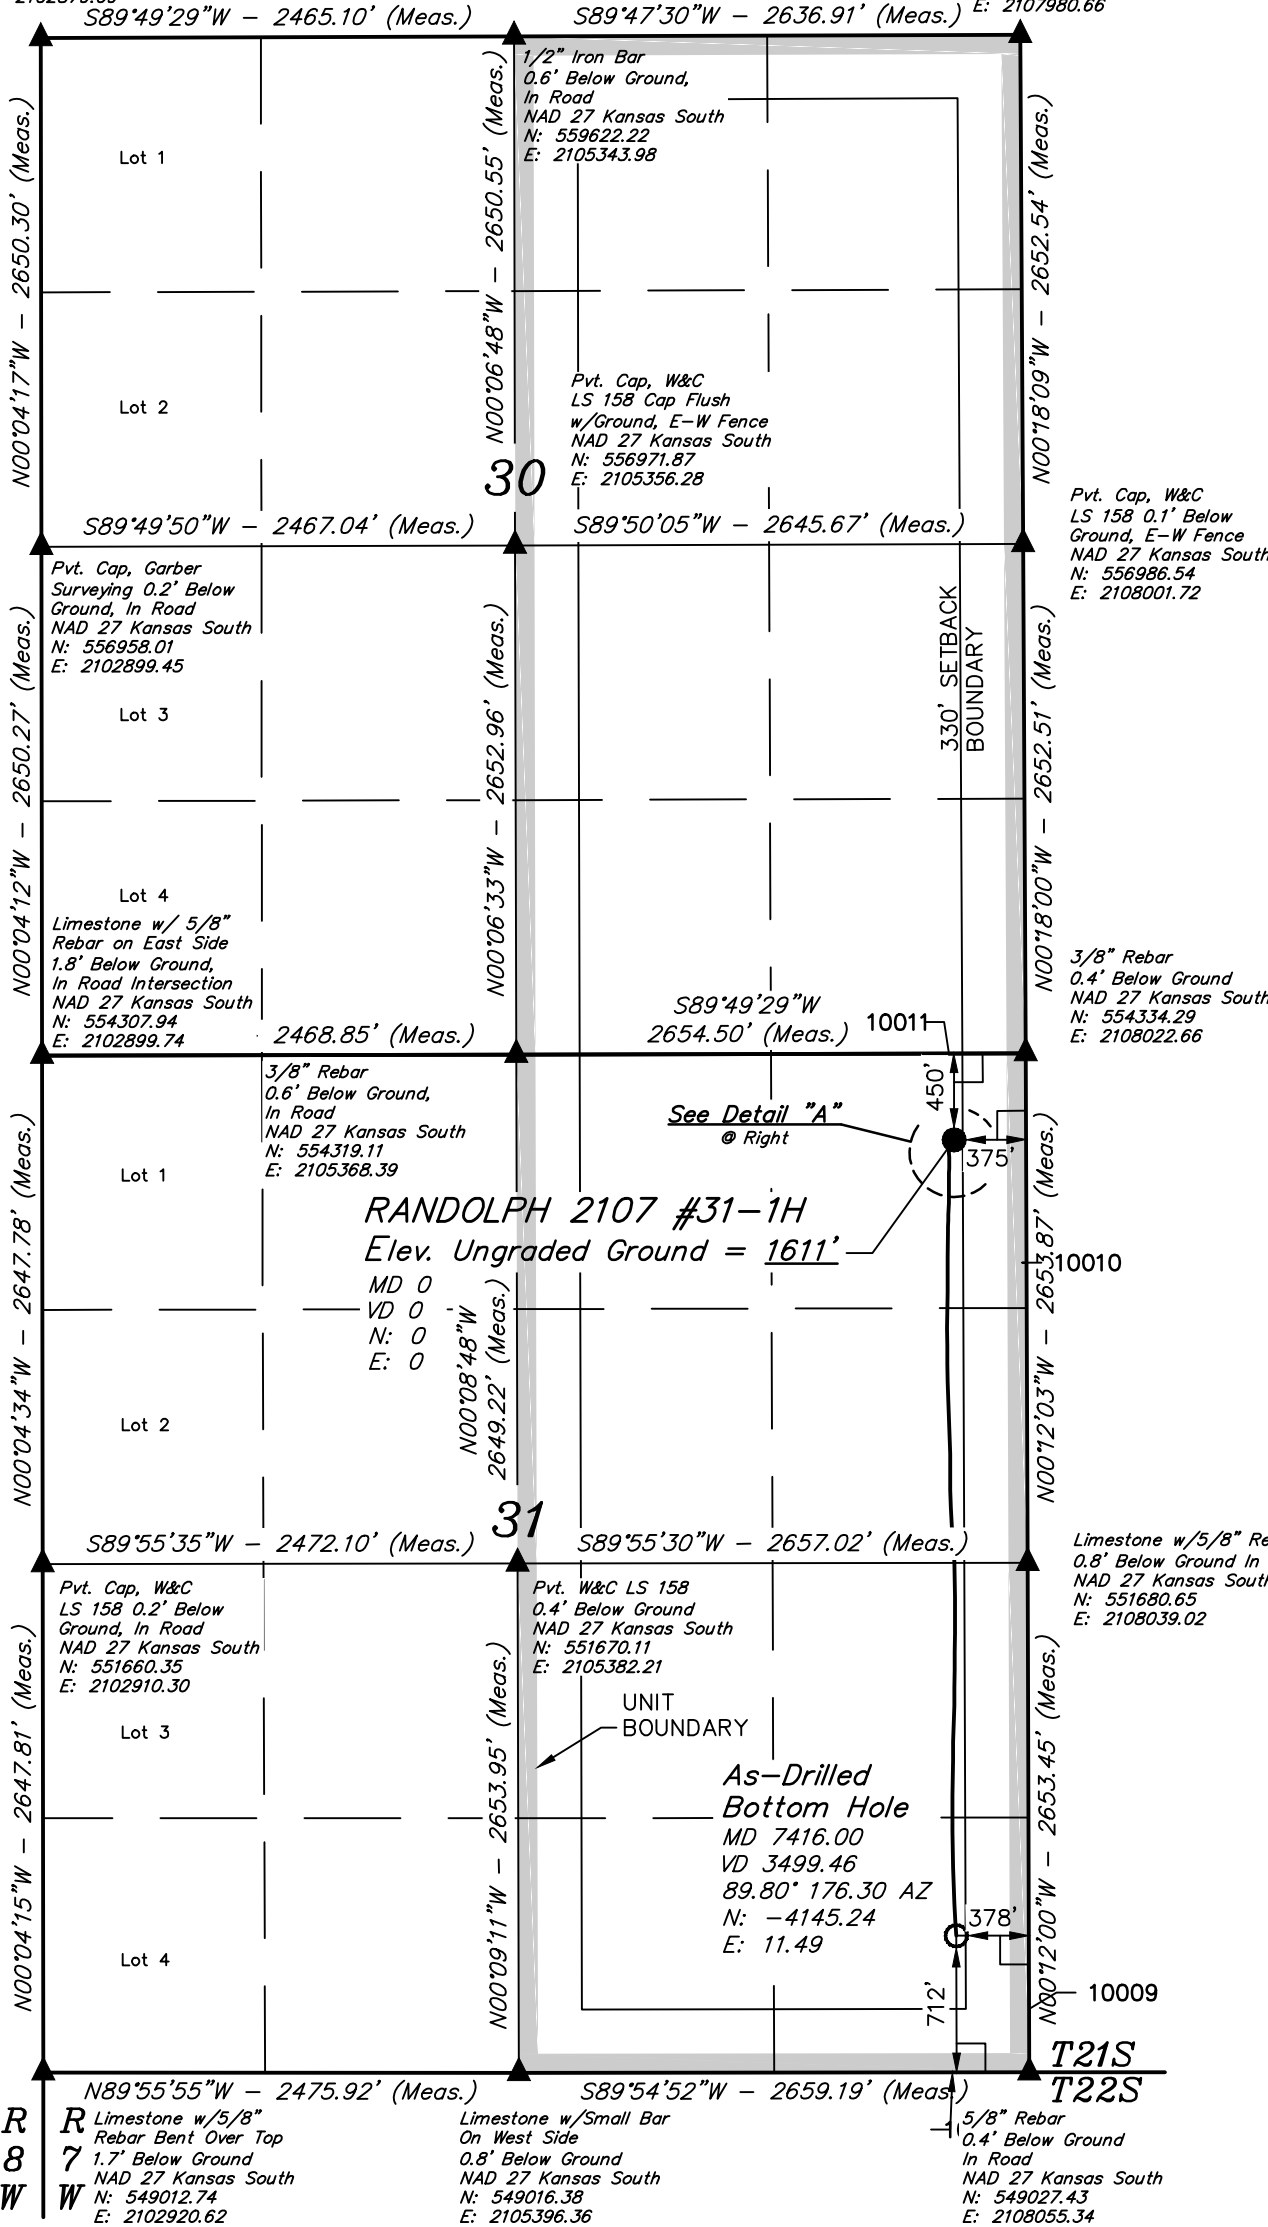 S89°49'29"W - 2465.10' (Meas.)
S89°47'30"W - 2636.91' (Meas.)
E: 2107980.66
1/2" Iron Bar
0.6' Below Ground,
In Road
NAD 27 Kansas South
N: 559622.22
E: 2105343.98
N00°04'17"W - 2650.30' (Meas.)
N00°06'48"W - 2650.55' (Meas.)
N00°18'09"W - 2652.54' (Meas.)
Lot 1
Lot 2
Pvt. Cap, W&C
LS 158 Cap Flush
w/Ground, E-W Fence
NAD 27 Kansas South
N: 556971.87
E: 2105356.28
30
Pvt. Cap, W&C
LS 158 0.1' Below
Ground, E-W Fence
NAD 27 Kansas South
N: 556986.54
E: 2108001.72
S89°49'50"W - 2467.04' (Meas.)
S89°50'05"W - 2645.67' (Meas.)
Pvt. Cap, Garber
Surveying 0.2' Below
Ground, In Road
NAD 27 Kansas South
N: 556958.01
E: 2102899.45
330' SETBACK
BOUNDARY
N00°04'12"W - 2650.27' (Meas.)
N00°06'33"W - 2652.96' (Meas.)
N00°18'00"W - 2652.51' (Meas.)
Lot 3
Lot 4
Limestone w/ 5/8"
Rebar on East Side
1.8' Below Ground,
In Road Intersection
NAD 27 Kansas South
N: 554307.94
E: 2102899.74
3/8" Rebar
0.4' Below Ground
NAD 27 Kansas South
N: 554334.29
E: 2108022.66
2468.85' (Meas.)
S89°49'29"W
2654.50' (Meas.)
10011
3/8" Rebar
0.6' Below Ground,
In Road
NAD 27 Kansas South
N: 554319.11
E: 2105368.39
450'
See Detail "A"
@ Right
375'
Lot 1
RANDOLPH 2107 #31-1H
Elev. Ungraded Ground = 1611'
MD 0
VD 0
N: 0
E: 0
10010
N00°04'34"W - 2647.78' (Meas.)
N00°08'48"W
2649.22' (Meas.)
N00°12'03"W - 2653.87' (Meas.)
Lot 2
31
S89°55'35"W - 2472.10' (Meas.)
S89°55'30"W - 2657.02' (Meas.)
Limestone w/5/8"
0.8' Below Ground In
NAD 27 Kansas South
N: 551680.65
E: 2108039.02
Pvt. Cap, W&C
LS 158 0.2' Below
Ground, In Road
NAD 27 Kansas South
N: 551660.35
E: 2102910.30
Pvt. W&C LS 158
0.4' Below Ground
NAD 27 Kansas South
N: 551670.11
E: 2105382.21
UNIT
BOUNDARY
Lot 3
N00°04'15"W - 2647.81' (Meas.)
N00°09'11"W - 2653.95' (Meas.)
N00°12'00"W - 2653.45' (Meas.)
As-Drilled
Bottom Hole
MD 7416.00
VD 3499.46
89.80° 176.30 AZ
N: -4145.24
E: 11.49
378'
Lot 4
712'
10009
T21S
T22S
N89°55'55"W - 2475.92' (Meas.)
S89°54'52"W - 2659.19' (Meas.)
R R
8 7
W W
Limestone w/5/8"
Rebar Bent Over Top
1.7' Below Ground
NAD 27 Kansas South
N: 549012.74
E: 2102920.62
Limestone w/Small Bar
On West Side
0.8' Below Ground
NAD 27 Kansas South
N: 549016.38
E: 2105396.36
5/8" Rebar
0.4' Below Ground
In Road
NAD 27 Kansas South
N: 549027.43
E: 2108055.34